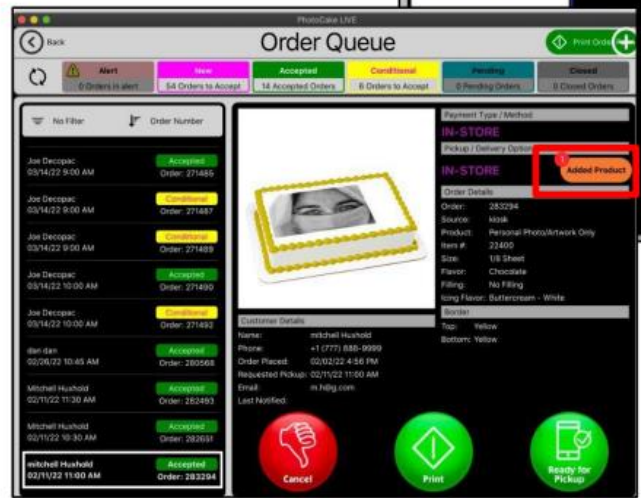 PhotoCake LIVE
Back
Order Queue
Print Orde
Alert
0 Orders in alert
New
54 Orders to Accept
Accepted
14 Accepted Orders
Conditional
6 Orders to Accept
Pending
0 Pending Orders
Closed
0 Closed Orders
No Filter
Order Number
Joe Decopac
03/14/22 9:00 AM
Accepted
Order: 271485
Joe Decopac
03/14/22 9:00 AM
Conditional
Order: 271487
Joe Decopac
03/14/22 9:00 AM
Conditional
Order: 271489
Joe Decopac
03/14/22 10:00 AM
Accepted
Order: 271490
Joe Decopac
03/14/22 10:00 AM
Conditional
Order: 271492
dan dan
02/26/22 10:45 AM
Accepted
Order: 280568
Mitchell Huxhold
02/11/22 11:30 AM
Accepted
Order: 282493
Mitchell Huxhold
02/11/22 10:30 AM
Accepted
Order: 282651
mitchell Huxhold
02/11/22 11:00 AM
Accepted
Order: 283294
Customer Details
Name: mitchell Huxhold
Phone: +1 (777) 888-9999
Order Placed: 02/02/22 4:56 PM
Requested Pickup: 02/11/22 11:00 AM
Email: m.h@g.com
Last Notified:
Payment Type / Method
IN-STORE
Pickup / Delivery Option
IN-STORE
1
Added Product
Order Details
Order: 283294
Source: kiosk
Product: Personal Photo/Artwork Only
Item #: 22400
Size: 1/8 Sheet
Flavor: Chocolate
Filling: No Filling
Icing Flavor: Buttercream - White
Border
Top: Yellow
Bottom: Yellow
Cancel
Print
Ready for
Pickup